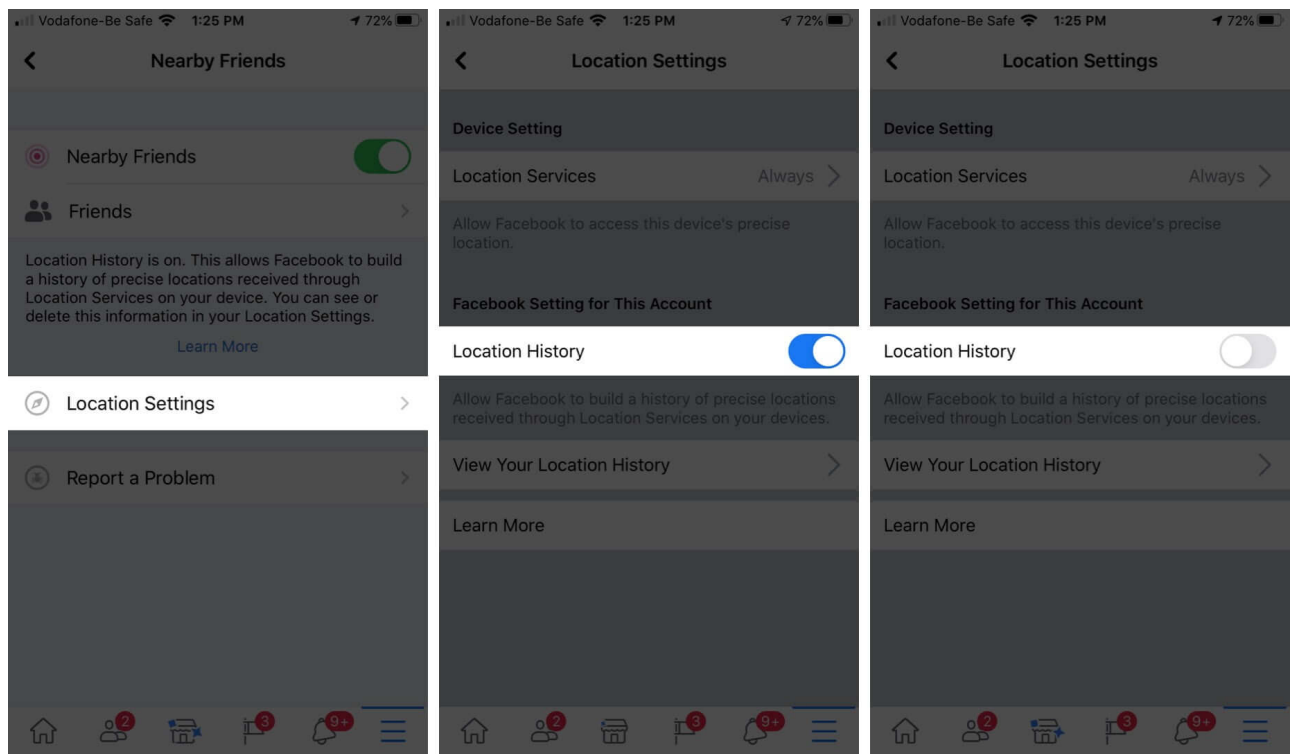 Vodafone-Be Safe 1:25 PM 72%
Nearby Friends
Nearby Friends
Friends
Location History is on. This allows Facebook to build
a history of precise locations received through
Location Services on your device. You can see or
delete this information in your Location Settings.
Learn More
Location Settings
Report a Problem
2
3
9+
Vodafone-Be Safe 1:25 PM 72%
Location Settings
Device Setting
Location Services Always
Allow Facebook to access this device's precise
location.
Facebook Setting for This Account
Location History
Allow Facebook to build a history of precise locations
received through Location Services on your devices.
View Your Location History
Learn More
2
3
9+
Vodafone-Be Safe 1:25 PM 72%
Location Settings
Device Setting
Location Services Always
Allow Facebook to access this device's precise
location.
Facebook Setting for This Account
Location History
Allow Facebook to build a history of precise locations
received through Location Services on your devices.
View Your Location History
Learn More
2
3
9+